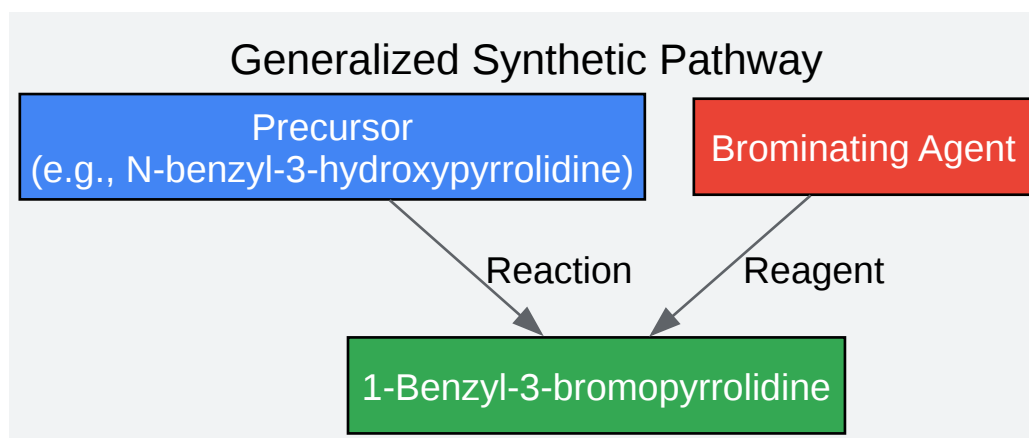 Generalized Synthetic Pathway
Precursor
(e.g., N-benzyl-3-hydroxypyrrolidine)
Brominating Agent
Reaction
Reagent
1-Benzyl-3-bromopyrrolidine